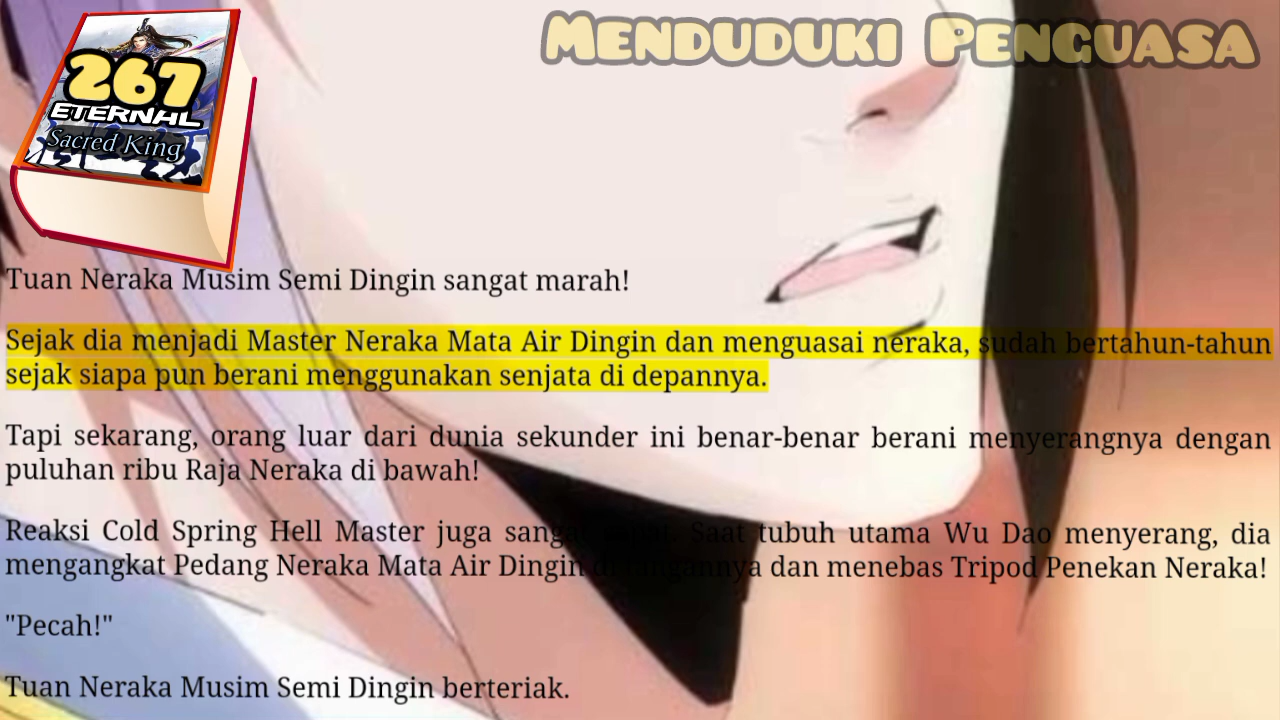 Menduduki Penguasa
267
ETERNAL
Sacred King
Tuan Neraka Musim Semi Dingin sangat marah!
Sejak dia menjadi Master Neraka Mata Air Dingin dan menguasai neraka, sudah bertahun-tahun
sejak siapa pun berani menggunakan senjata di depannya.
Tapi sekarang, orang luar dari dunia sekunder ini benar-benar berani menyerangnya dengan
puluhan ribu Raja Neraka di bawah!
Reaksi Cold Spring Hell Master juga sangat cepat. Saat tubuh utama Wu Dao menyerang, dia
mengangkat Pedang Neraka Mata Air Dingin di tangannya dan menebas Tripod Penekan Neraka!
"Pecah!"
Tuan Neraka Musim Semi Dingin berteriak.